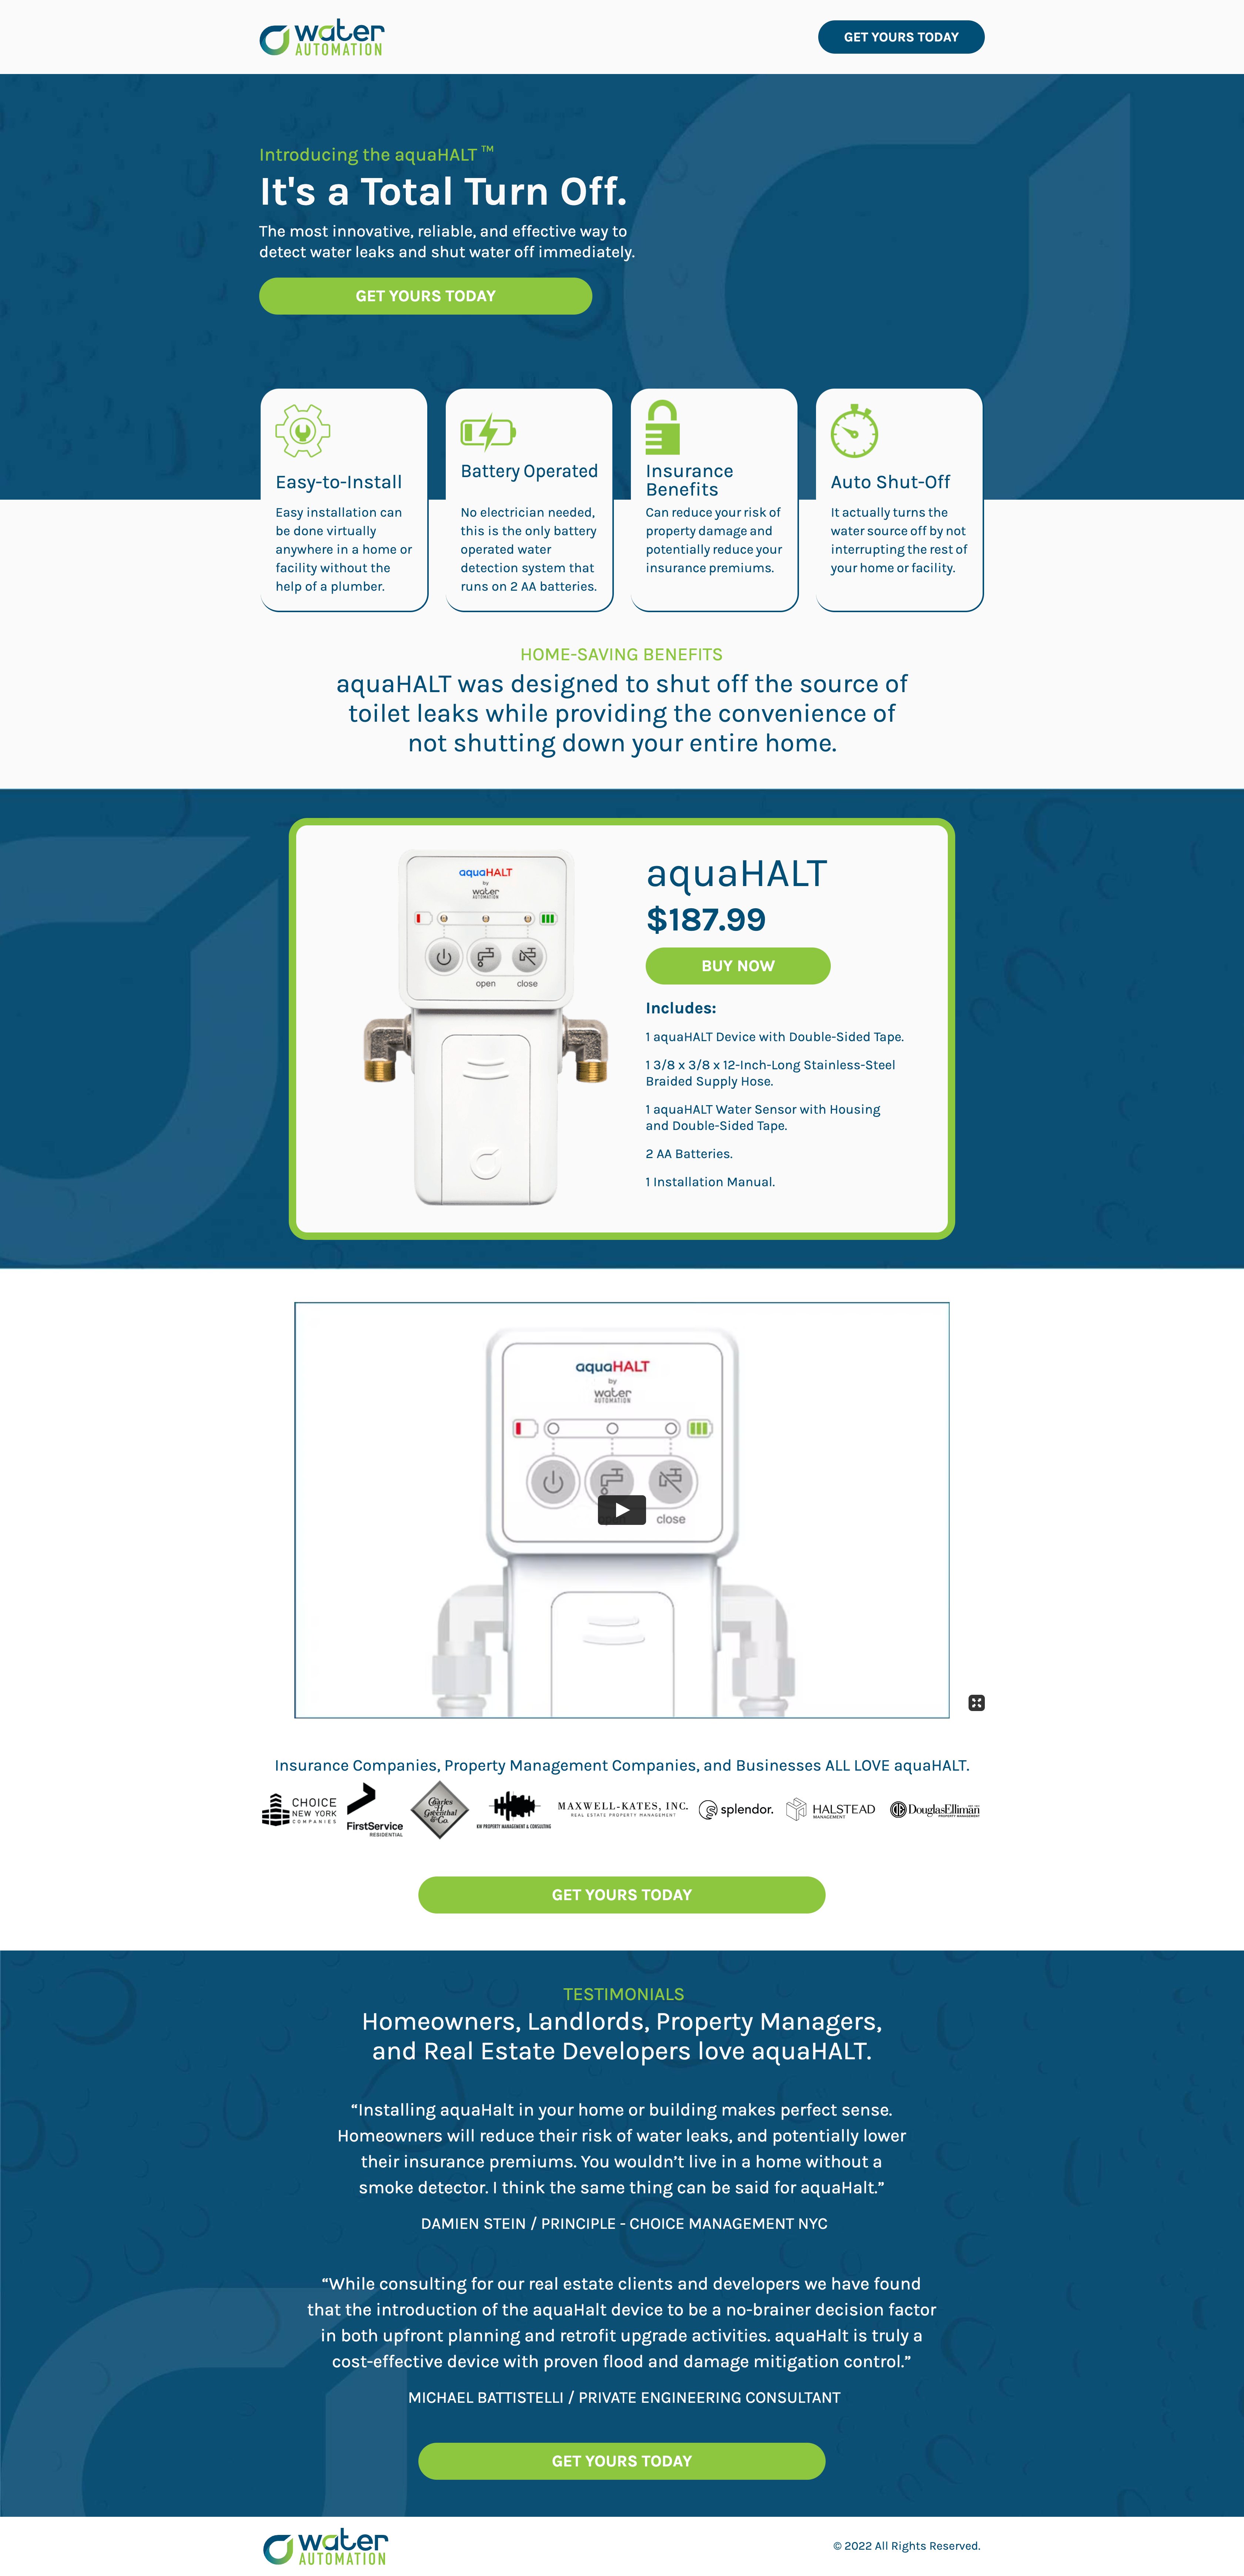 water
AUTOMATION
GET YOURS TODAY
Introducing the aquaHALT ™
It's a Total Turn Off.
The most innovative, reliable, and effective way to
detect water leaks and shut water off immediately.
GET YOURS TODAY
Easy-to-Install
Easy installation can
be done virtually
anywhere in a home or
facility without the
help of a plumber.
Battery Operated
No electrician needed,
this is the only battery
operated water
detection system that
runs on 2 AA batteries.
Insurance
Benefits
Can reduce your risk of
property damage and
potentially reduce your
insurance premiums.
Auto Shut-Off
It actually turns the
water source off by not
interrupting the rest of
your home or facility.
HOME-SAVING BENEFITS
aquaHALT was designed to shut off the source of
toilet leaks while providing the convenience of
not shutting down your entire home.
aquaHALT
by
water
AUTOMATION
open close
aquaHALT
$187.99
BUY NOW
Includes:
1 aquaHALT Device with Double-Sided Tape.
1 3/8 x 3/8 x 12-Inch-Long Stainless-Steel
Braided Supply Hose.
1 aquaHALT Water Sensor with Housing
and Double-Sided Tape.
2 AA Batteries.
1 Installation Manual.
aquaHALT
by
water
AUTOMATION
close
Insurance Companies, Property Management Companies, and Businesses ALL LOVE aquaHALT.
CHOICE
NEW YORK
COMPANIES
FirstService
RESIDENTIAL
Charles
H.
Greenthal
& Co.
KW PROPERTY MANAGEMENT & CONSULTING
MAXWELL-KATES, INC.
REAL ESTATE PROPERTY MANAGEMENT
splendor.
HALSTEAD
MANAGEMENT
DouglasElliman
PROPERTY MANAGEMENT
GET YOURS TODAY
TESTIMONIALS
Homeowners, Landlords, Property Managers,
and Real Estate Developers love aquaHALT.
“Installing aquaHalt in your home or building makes perfect sense.
Homeowners will reduce their risk of water leaks, and potentially lower
their insurance premiums. You wouldn’t live in a home without a
smoke detector. I think the same thing can be said for aquaHalt.”
DAMIEN STEIN / PRINCIPLE - CHOICE MANAGEMENT NYC
“While consulting for our real estate clients and developers we have found
that the introduction of the aquaHalt device to be a no-brainer decision factor
in both upfront planning and retrofit upgrade activities. aquaHalt is truly a
cost-effective device with proven flood and damage mitigation control.”
MICHAEL BATTISTELLI / PRIVATE ENGINEERING CONSULTANT
GET YOURS TODAY
water
AUTOMATION
© 2022 All Rights Reserved.